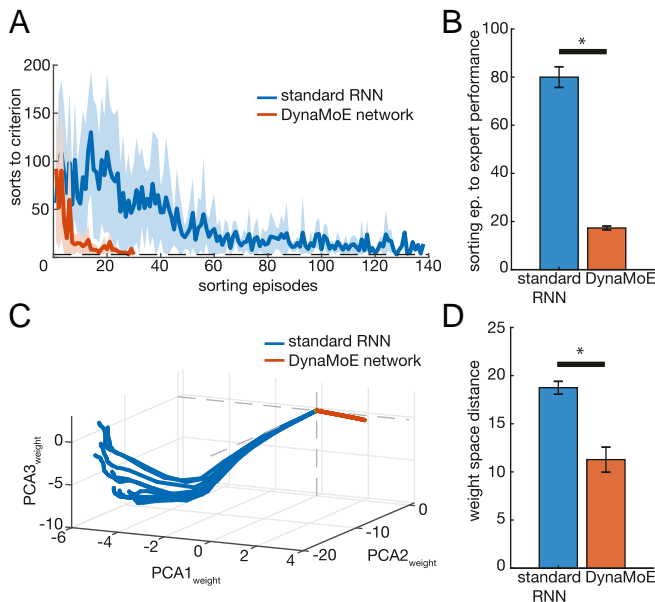 A
sorts to criterion
200
150
100
50
0
20
40
60
80
100
120
140
sorting episodes
standard RNN
DynaMoE network
B
sorting ep. to expert performance
100
80
60
40
20
0
*
standard
RNN
DynaMoE
C
standard RNN
DynaMoE network
PCA3weight
0
-5
-10
-6
-4
-2
0
2
4
PCA1weight
-20
-10
0
PCA2weight
D
weight space distance
25
20
15
10
5
0
*
standard
RNN
DynaMoE